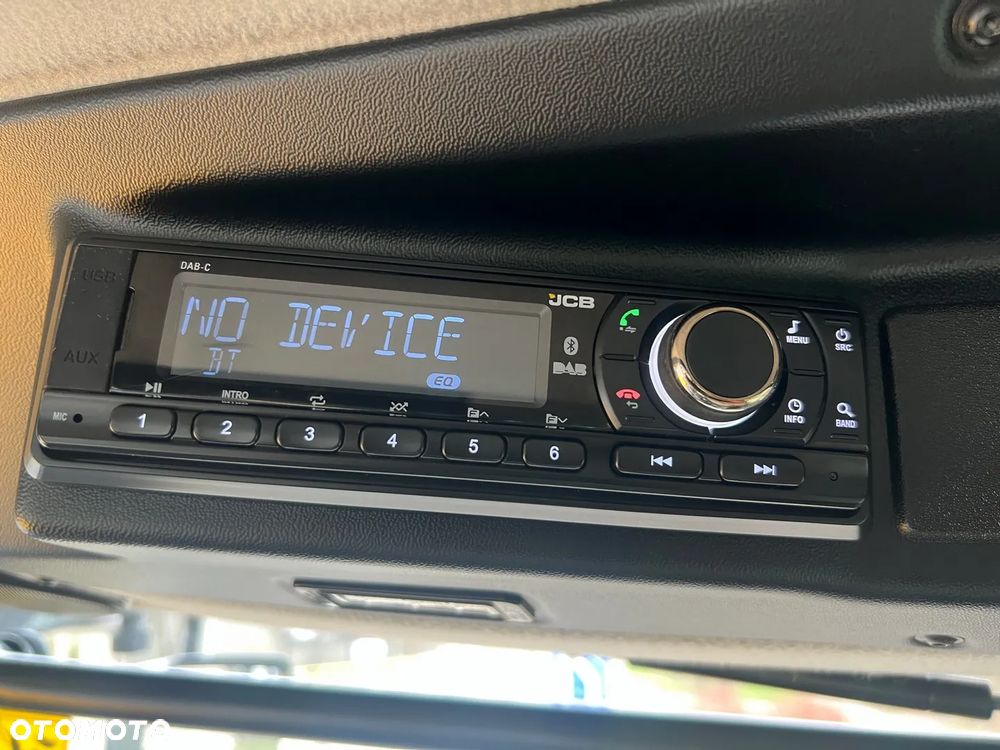 DAB-C
USB
AUX
NO DEVICE
BT
EQ
JCB
DAB
MENU
SRC
INFO
BAND
INTRO
MIC
1 2 3 4 5 6
OTOMOTO